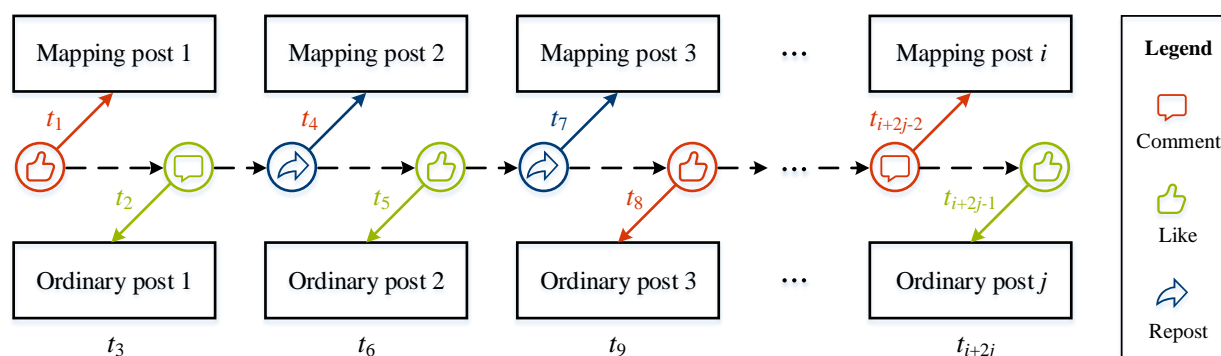 Mapping post 1
Mapping post 2
Mapping post 3
...
Mapping post i
t1
t4
t7
ti+2j-2
...
t2
t5
t8
ti+2j-1
Ordinary post 1
Ordinary post 2
Ordinary post 3
...
Ordinary post j
t3
t6
t9
ti+2j
Legend
Comment
Like
Repost